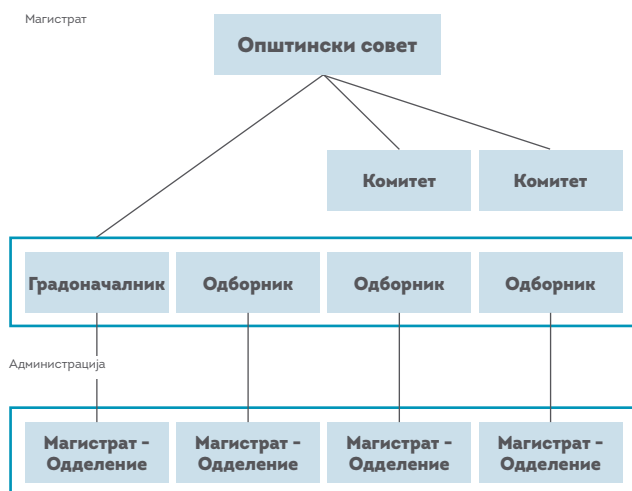 Магистрат
Општински совет
Комитет
Комитет
Градоначалник
Одборник
Одборник
Одборник
Администрација
Магистрат -
Одделение
Магистрат -
Одделение
Магистрат -
Одделение
Магистрат -
Одделение